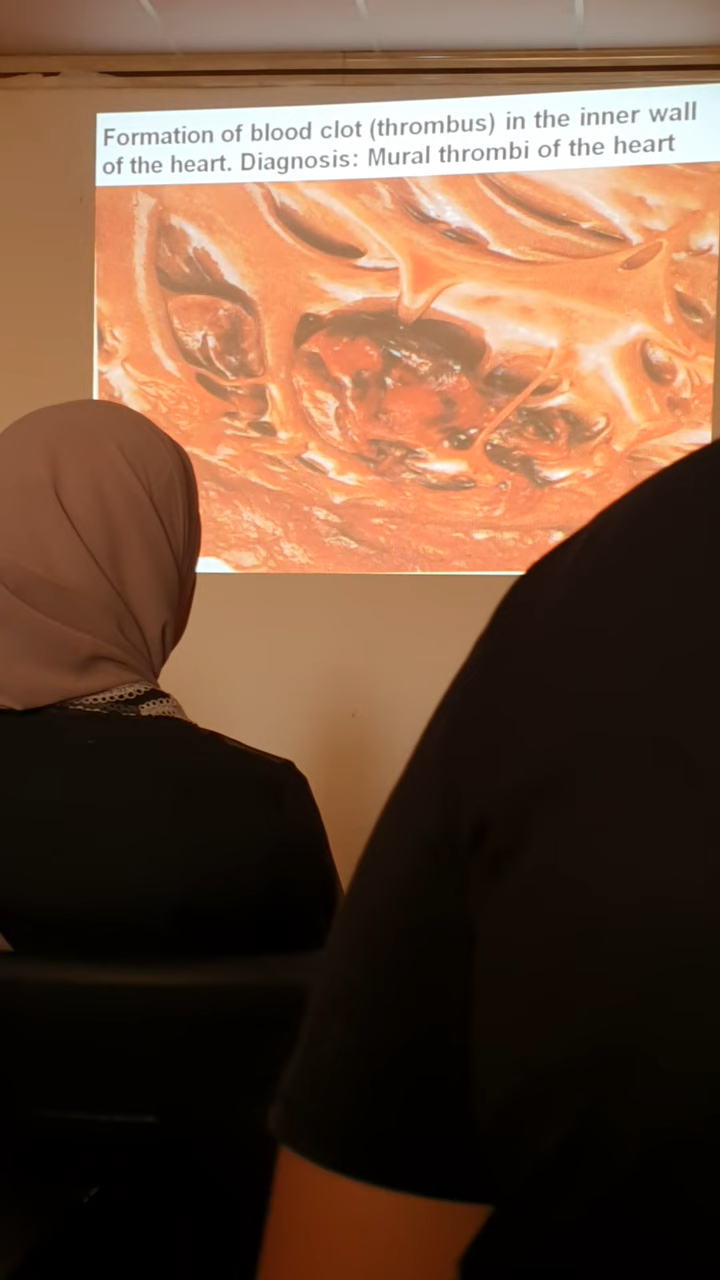 Formation of blood clot (thrombus) in the inner wall
of the heart. Diagnosis: Mural thrombi of the heart